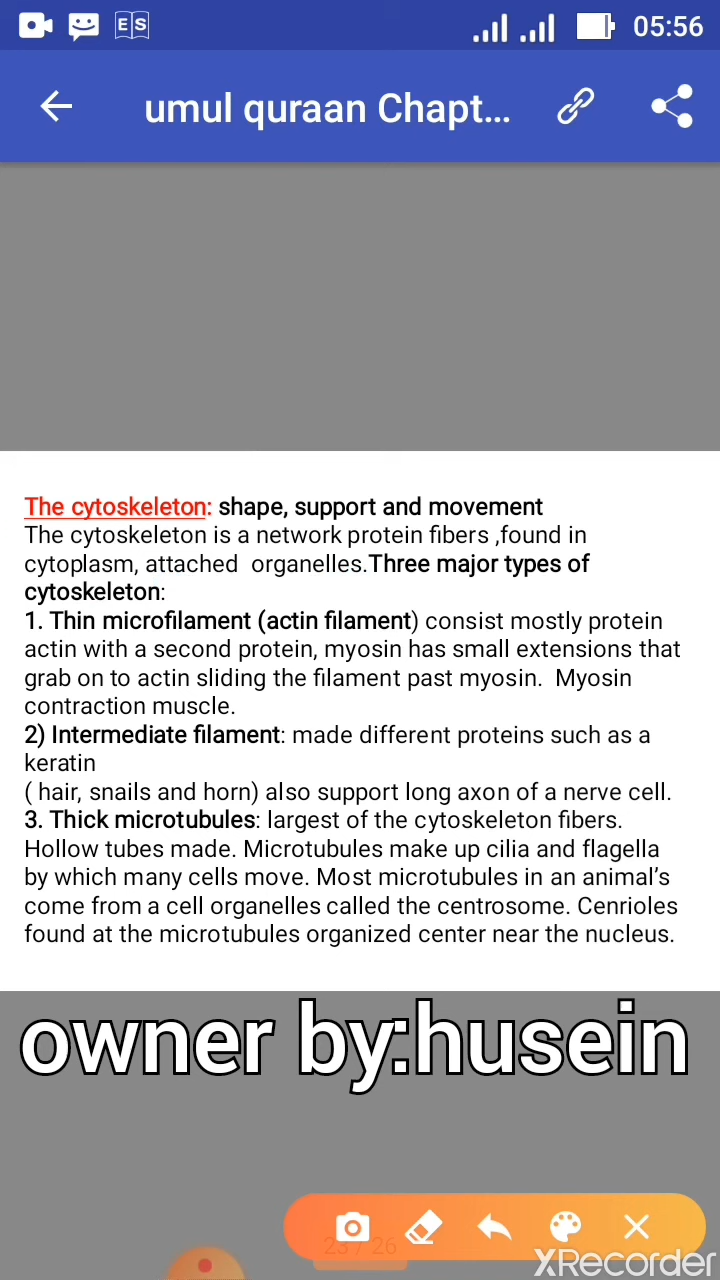 ES 05:56
umul quraan Chapt...
The cytoskeleton: shape, support and movement
The cytoskeleton is a network protein fibers ,found in
cytoplasm, attached organelles.Three major types of
cytoskeleton:
1. Thin microfilament (actin filament) consist mostly protein
actin with a second protein, myosin has small extensions that
grab on to actin sliding the filament past myosin. Myosin
contraction muscle.
2) Intermediate filament: made different proteins such as a
keratin
( hair, snails and horn) also support long axon of a nerve cell.
3. Thick microtubules: largest of the cytoskeleton fibers.
Hollow tubes made. Microtubules make up cilia and flagella
by which many cells move. Most microtubules in an animal’s
come from a cell organelles called the centrosome. Cenrioles
found at the microtubules organized center near the nucleus.
owner by:husein
23 / 26
XRecorder